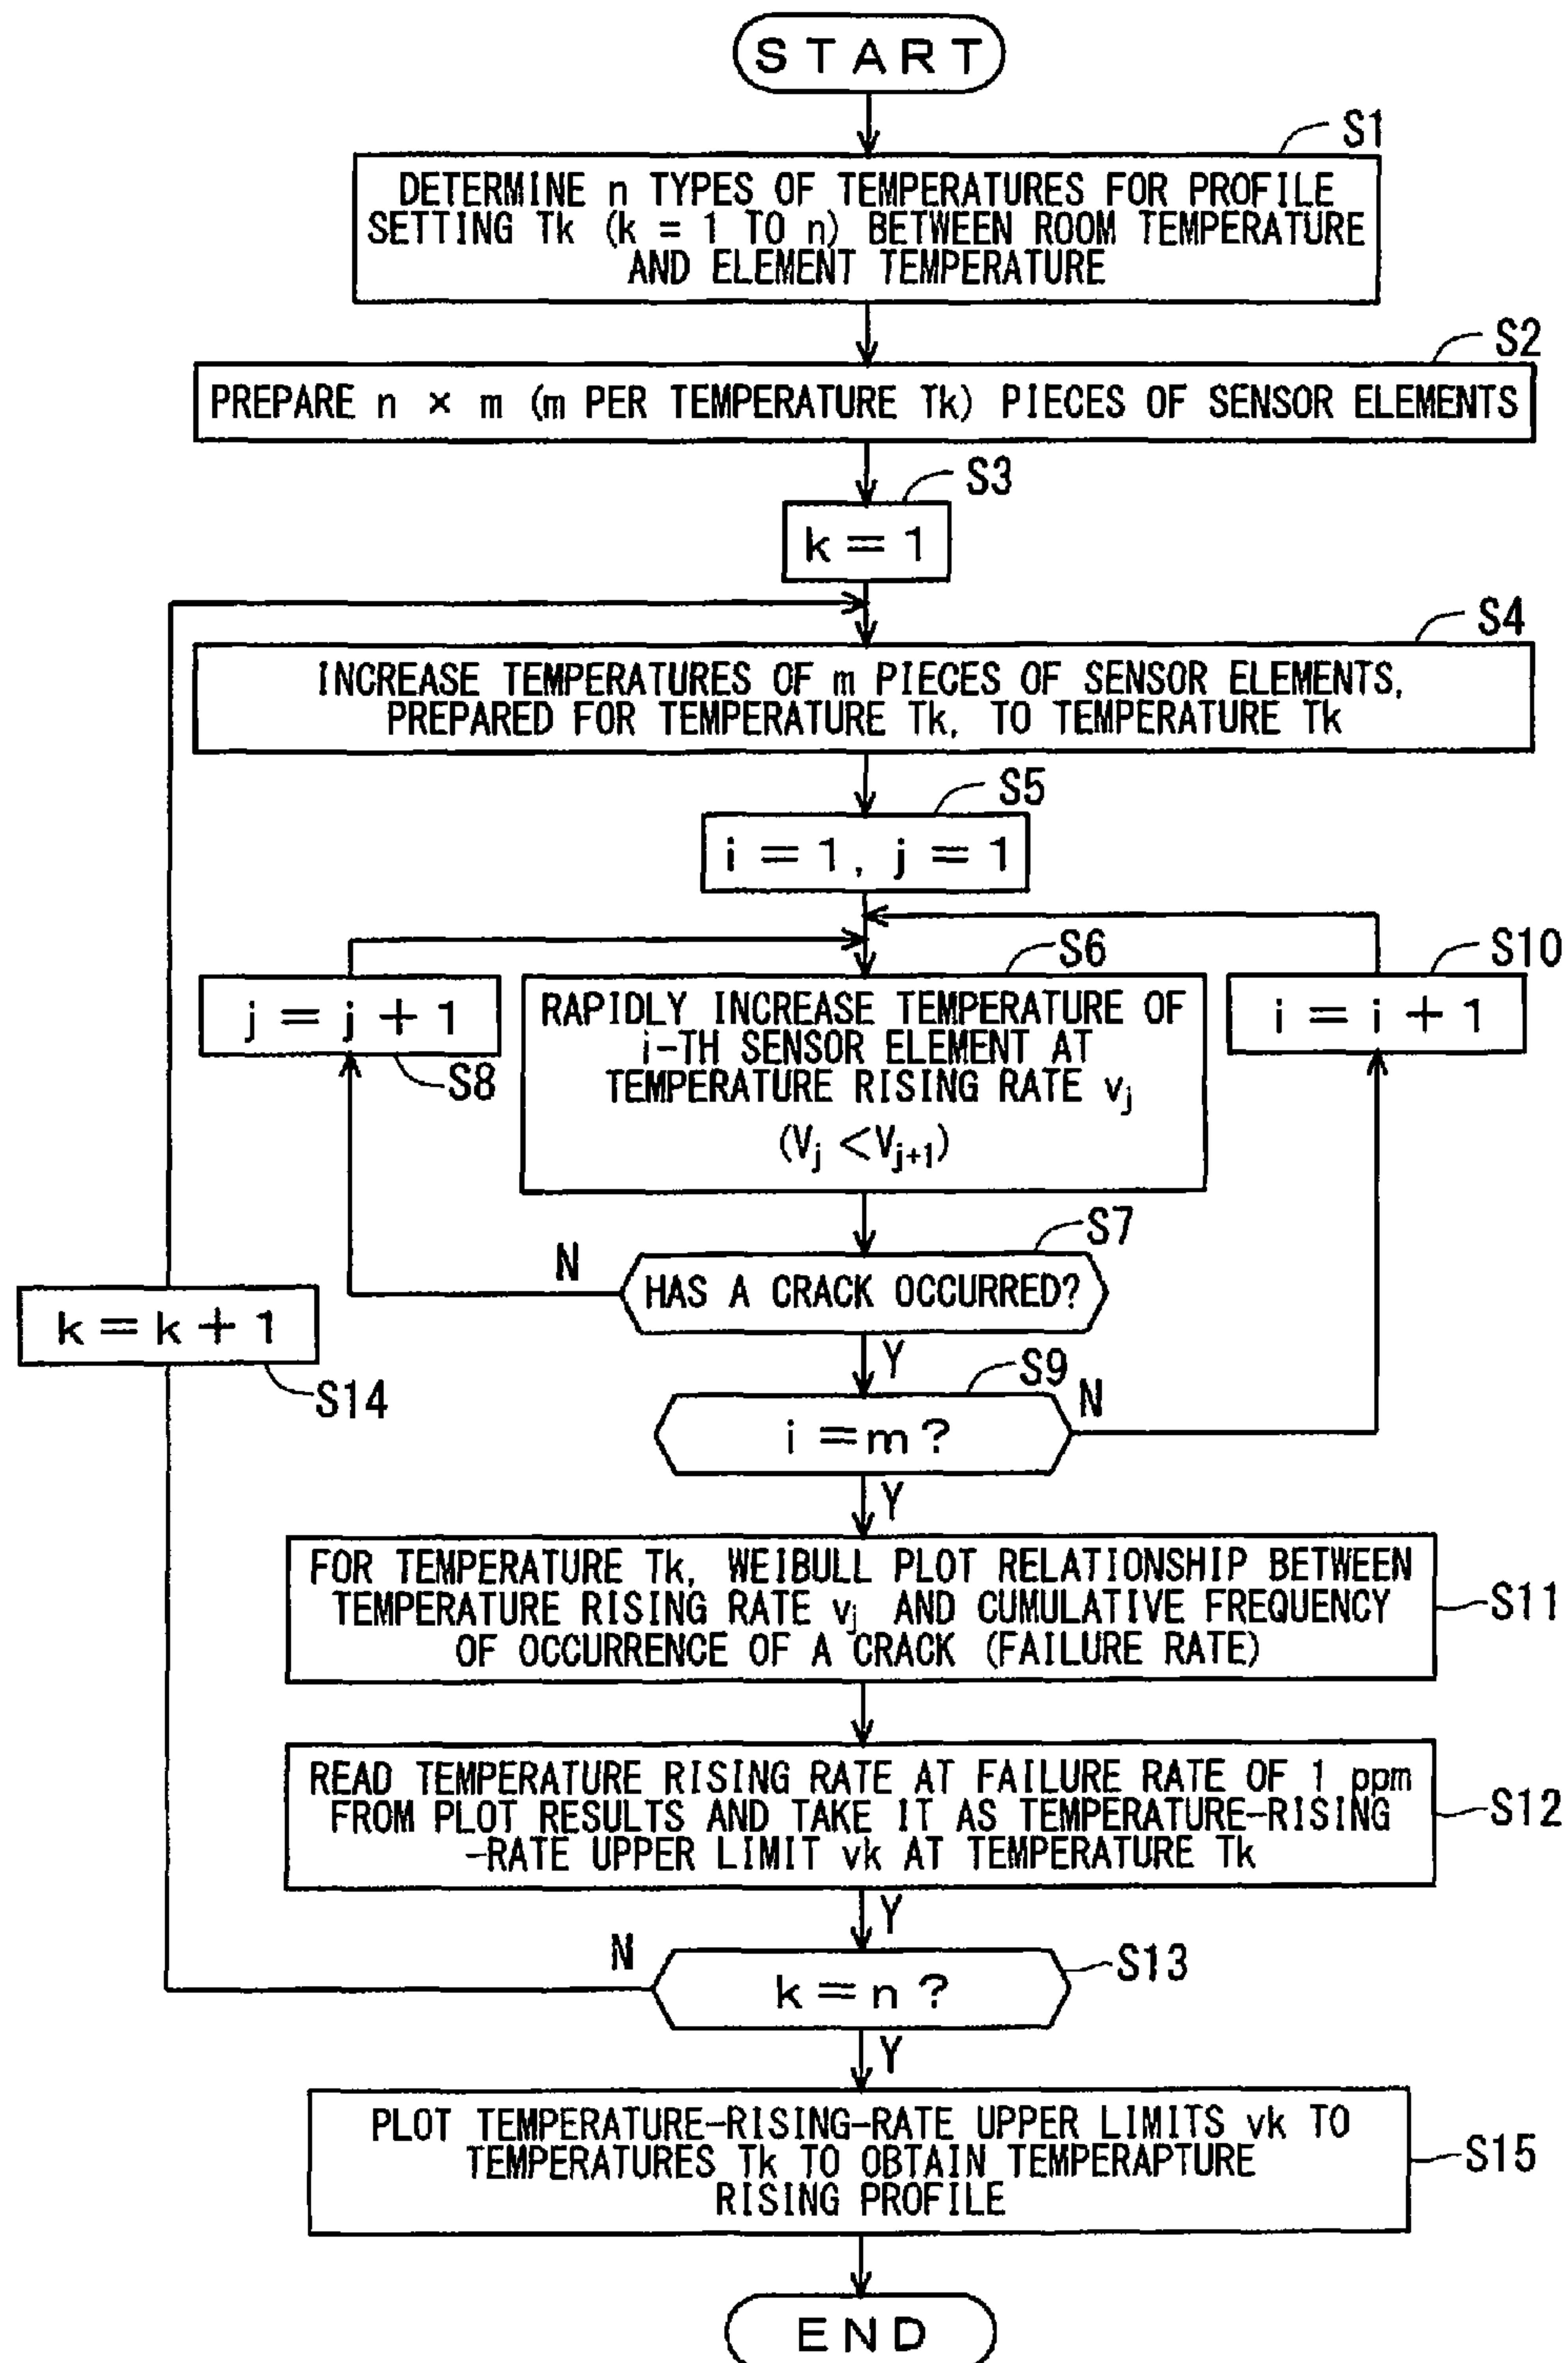 START
S1
DETERMINE n TYPES OF TEMPERATURES FOR PROFILE
SETTING Tk (k = 1 TO n) BETWEEN ROOM TEMPERATURE
AND ELEMENT TEMPERATURE
S2
PREPARE n × m (m PER TEMPERATURE Tk) PIECES OF SENSOR ELEMENTS
S3
k = 1
S4
INCREASE TEMPERATURES OF m PIECES OF SENSOR ELEMENTS,
PREPARED FOR TEMPERATURE Tk, TO TEMPERATURE Tk
S5
i = 1, j = 1
S6
RAPIDLY INCREASE TEMPERATURE OF
i-TH SENSOR ELEMENT AT
TEMPERATURE RISING RATE vj
(Vj <Vj+1)
j = j + 1
S8
S10
i = i + 1
S7
HAS A CRACK OCCURRED?
N
Y
k = k + 1
S14
S9
i = m ?
N
Y
FOR TEMPERATURE Tk, WEIBULL PLOT RELATIONSHIP BETWEEN
TEMPERATURE RISING RATE vj AND CUMULATIVE FREQUENCY
OF OCCURRENCE OF A CRACK (FAILURE RATE)
S11
READ TEMPERATURE RISING RATE AT FAILURE RATE OF 1 ppm
FROM PLOT RESULTS AND TAKE IT AS TEMPERATURE-RISING
-RATE UPPER LIMIT vk AT TEMPERATURE Tk
S12
Y
N
k = n ?
S13
Y
PLOT TEMPERATURE-RISING-RATE UPPER LIMITS vk TO
TEMPERATURES Tk TO OBTAIN TEMPERAPTURE
RISING PROFILE
S15
END